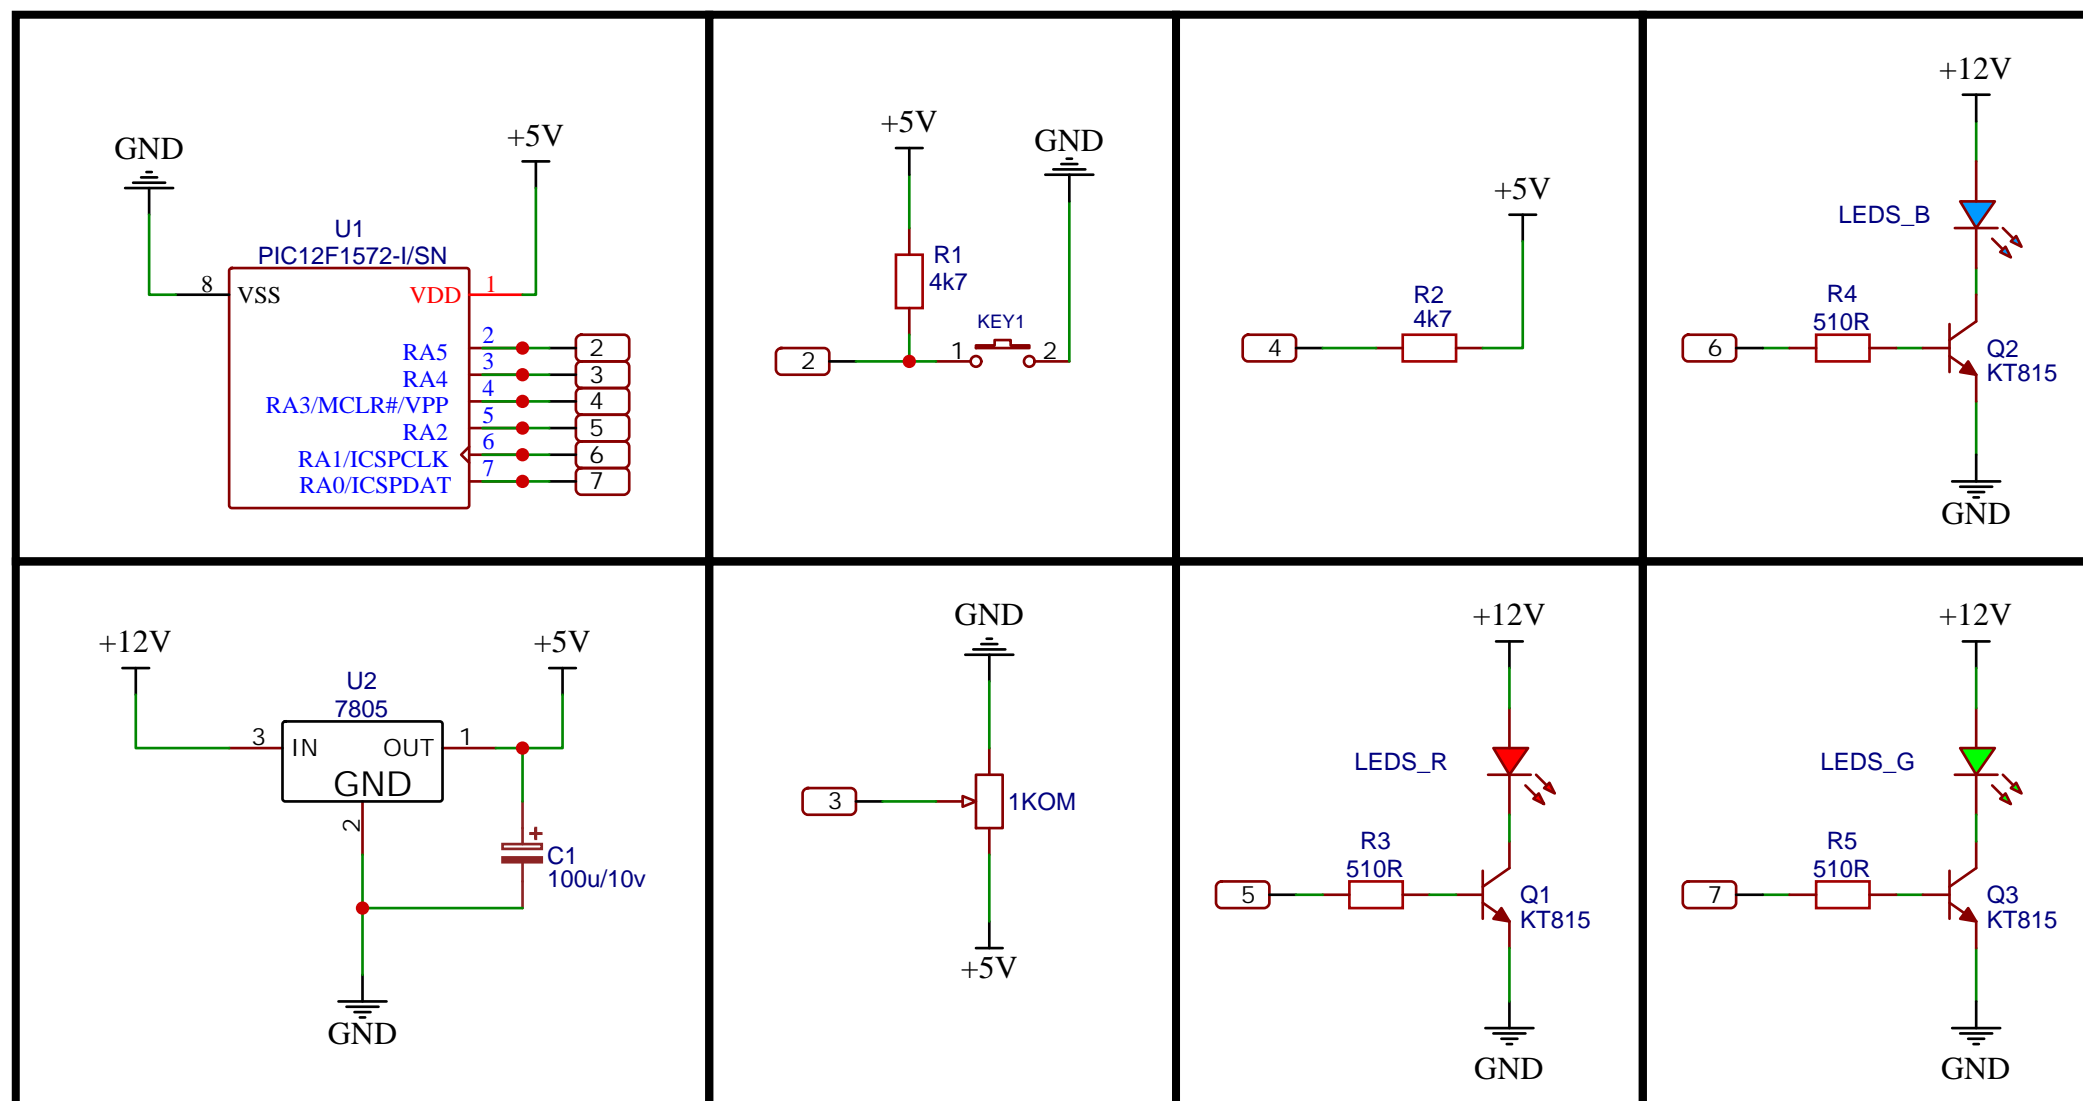 GND
+5V
U1
PIC12F1572-I/SN
8
VSS
VDD
1
RA5
2
2
RA4
3
3
RA3/MCLR#/VPP
4
4
RA2
5
5
RA1/ICSPCLK
6
6
RA0/ICSPDAT
7
7
+5V
GND
R1
4k7
KEY1
2
1
2
+5V
R2
4k7
4
+12V
LEDS_B
R4
510R
6
Q2
KT815
GND
+12V
+5V
U2
7805
3
IN
OUT
1
GND
2
C1
100u/10v
GND
GND
3
1KOM
+5V
+12V
LEDS_R
R3
510R
5
Q1
KT815
GND
+12V
LEDS_G
R5
510R
7
Q3
KT815
GND